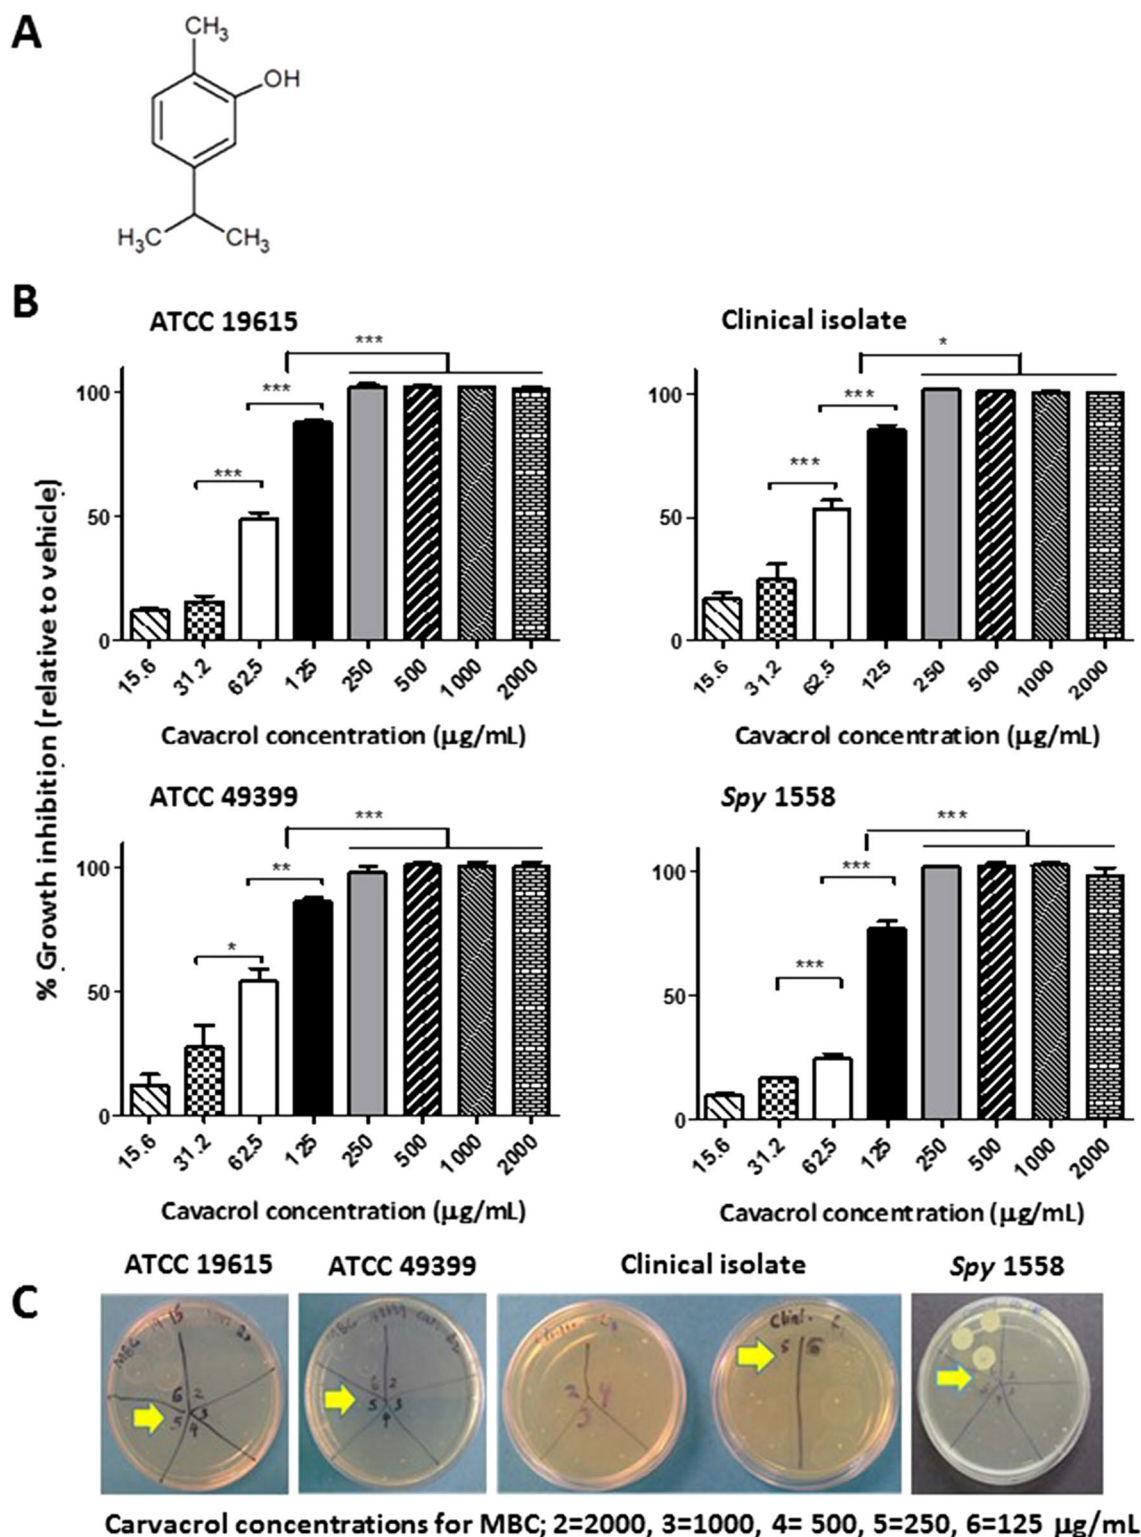 A
CH₃
OH
H₃C CH₃
B
ATCC 19615
***
***
***
100
50
0
15.6 31.2 62.5 125 250 500 1000 2000
Cavacrol concentration (μg/mL)
Clinical isolate
*
***
***
100
50
0
15.6 31.2 62.5 125 250 500 1000 2000
Cavacrol concentration (μg/mL)
% Growth inhibition (relative to vehicle)
ATCC 49399
***
**
*
100
50
0
15.6 31.2 62.5 125 250 500 1000 2000
Cavacrol concentration (μg/mL)
Spy 1558
***
***
***
100
50
0
15.6 31.2 62.5 125 250 500 1000 2000
Cavacrol concentration (μg/mL)
C
ATCC 19615 ATCC 49399 Clinical isolate Spy 1558
MBC
6 2
5 3
4
MBC
6 2
5 3
4
2 4
3
Clini.
5 6
Carvacrol concentrations for MBC; 2=2000, 3=1000, 4= 500, 5=250, 6=125 μg/mL